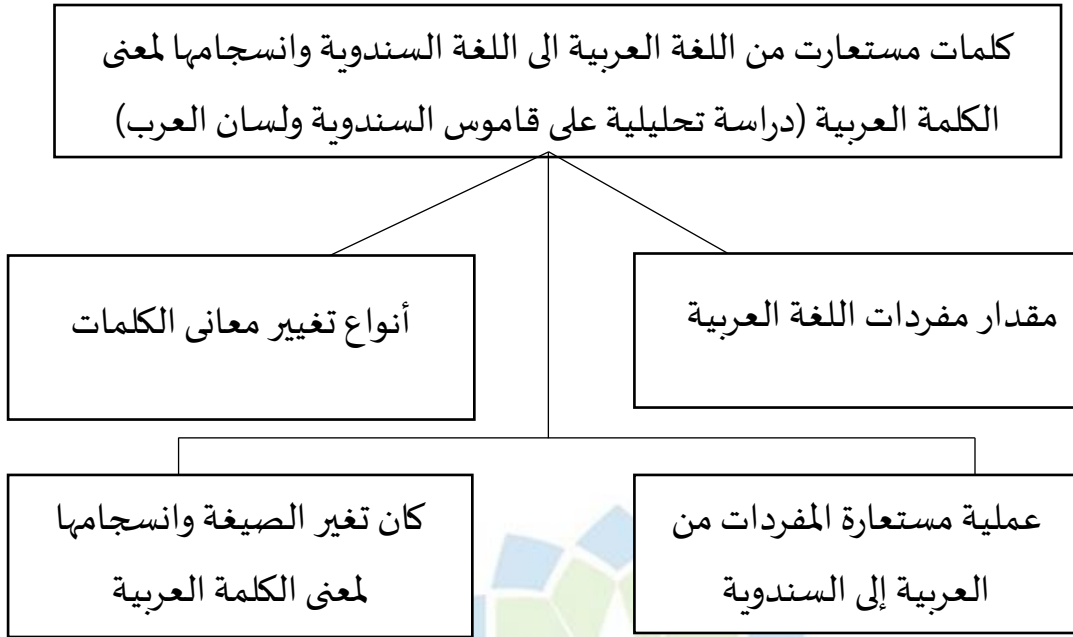 كلمات مستعارت من اللغة العربية الى اللغة السندوية وانسجامها لمعنى
الكلمة العربية (دراسة تحليلية على قاموس السندوية ولسان العرب)
مقدار مفردات اللغة العربية
أنواع تغيير معانى الكلمات
عملية مستعارة المفردات من
العربية إلى السندوية
كان تغير الصيغة وانسجامها
لمعنى الكلمة العربية